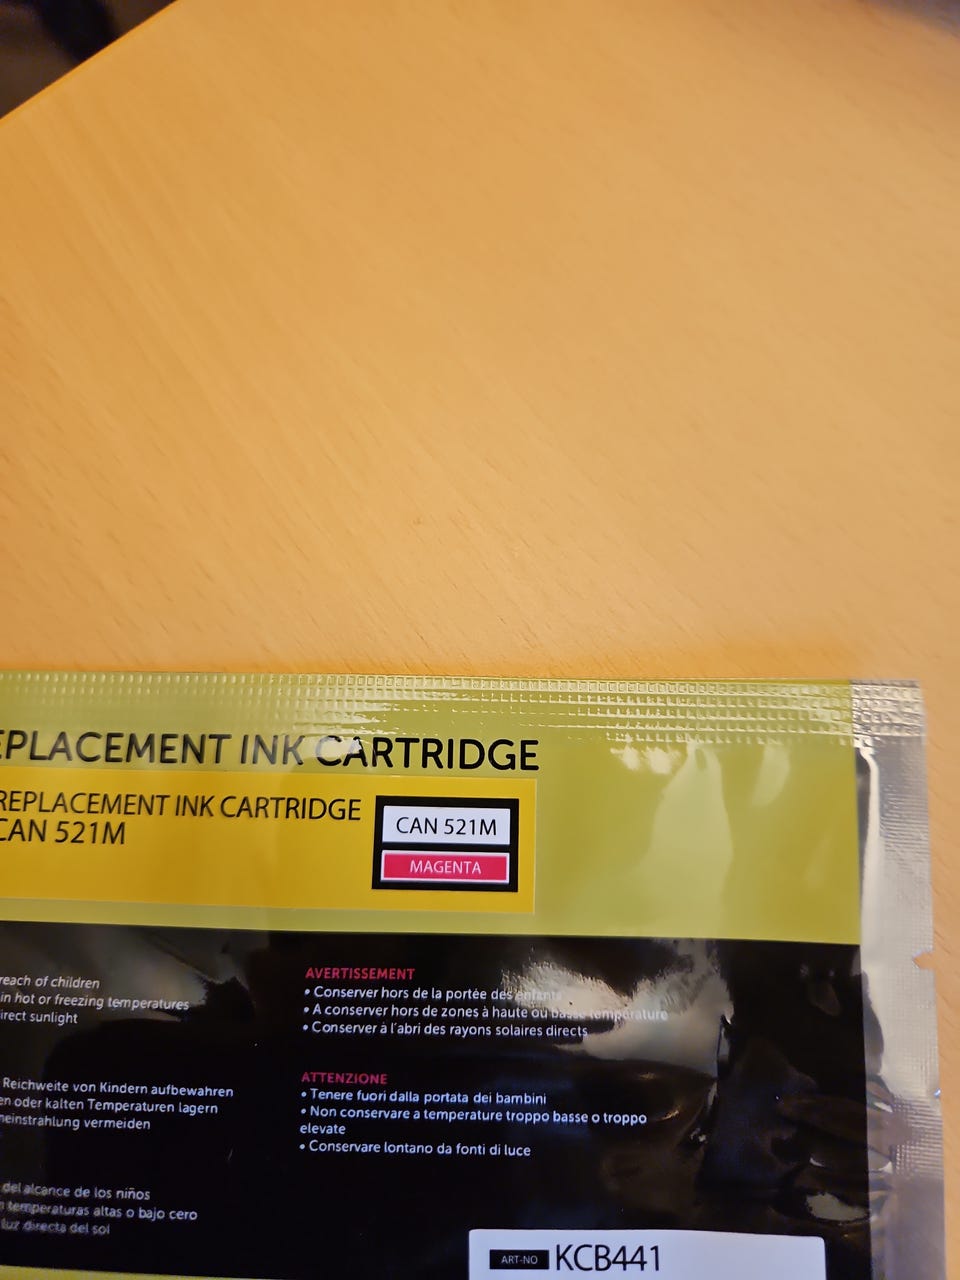 EPLACEMENT INK CARTRIDGE
REPLACEMENT INK CARTRIDGE
CAN 521M
CAN 521M
MAGENTA
reach of children
in hot or freezing temperatures
irect sunlight
Reichweite von Kindern aufbewahren
en oder kalten Temperaturen lagern
neinstrahlung vermeiden
del alcance de los niños
temperaturas altas o bajo cero
luz directa del sol
AVERTISSEMENT
• Conserver hors de la portée des enfants
• A conserver hors de zones à haute ou basse température
• Conserver à l'abri des rayons solaires directs
ATTENZIONE
• Tenere fuori dalla portata dei bambini
• Non conservare a temperature troppo basse o troppo
elevate
• Conservare lontano da fonti di luce
ART-NO KCB441